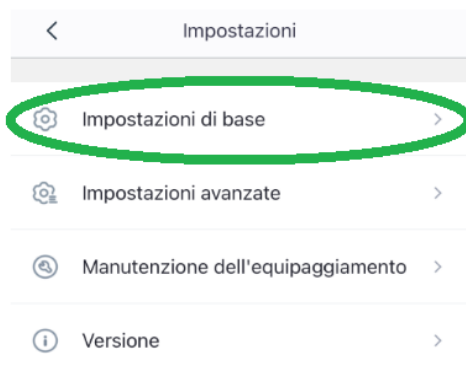 Impostazioni
Impostazioni di base
Impostazioni avanzate
Manutenzione dell'equipaggiamento
Versione